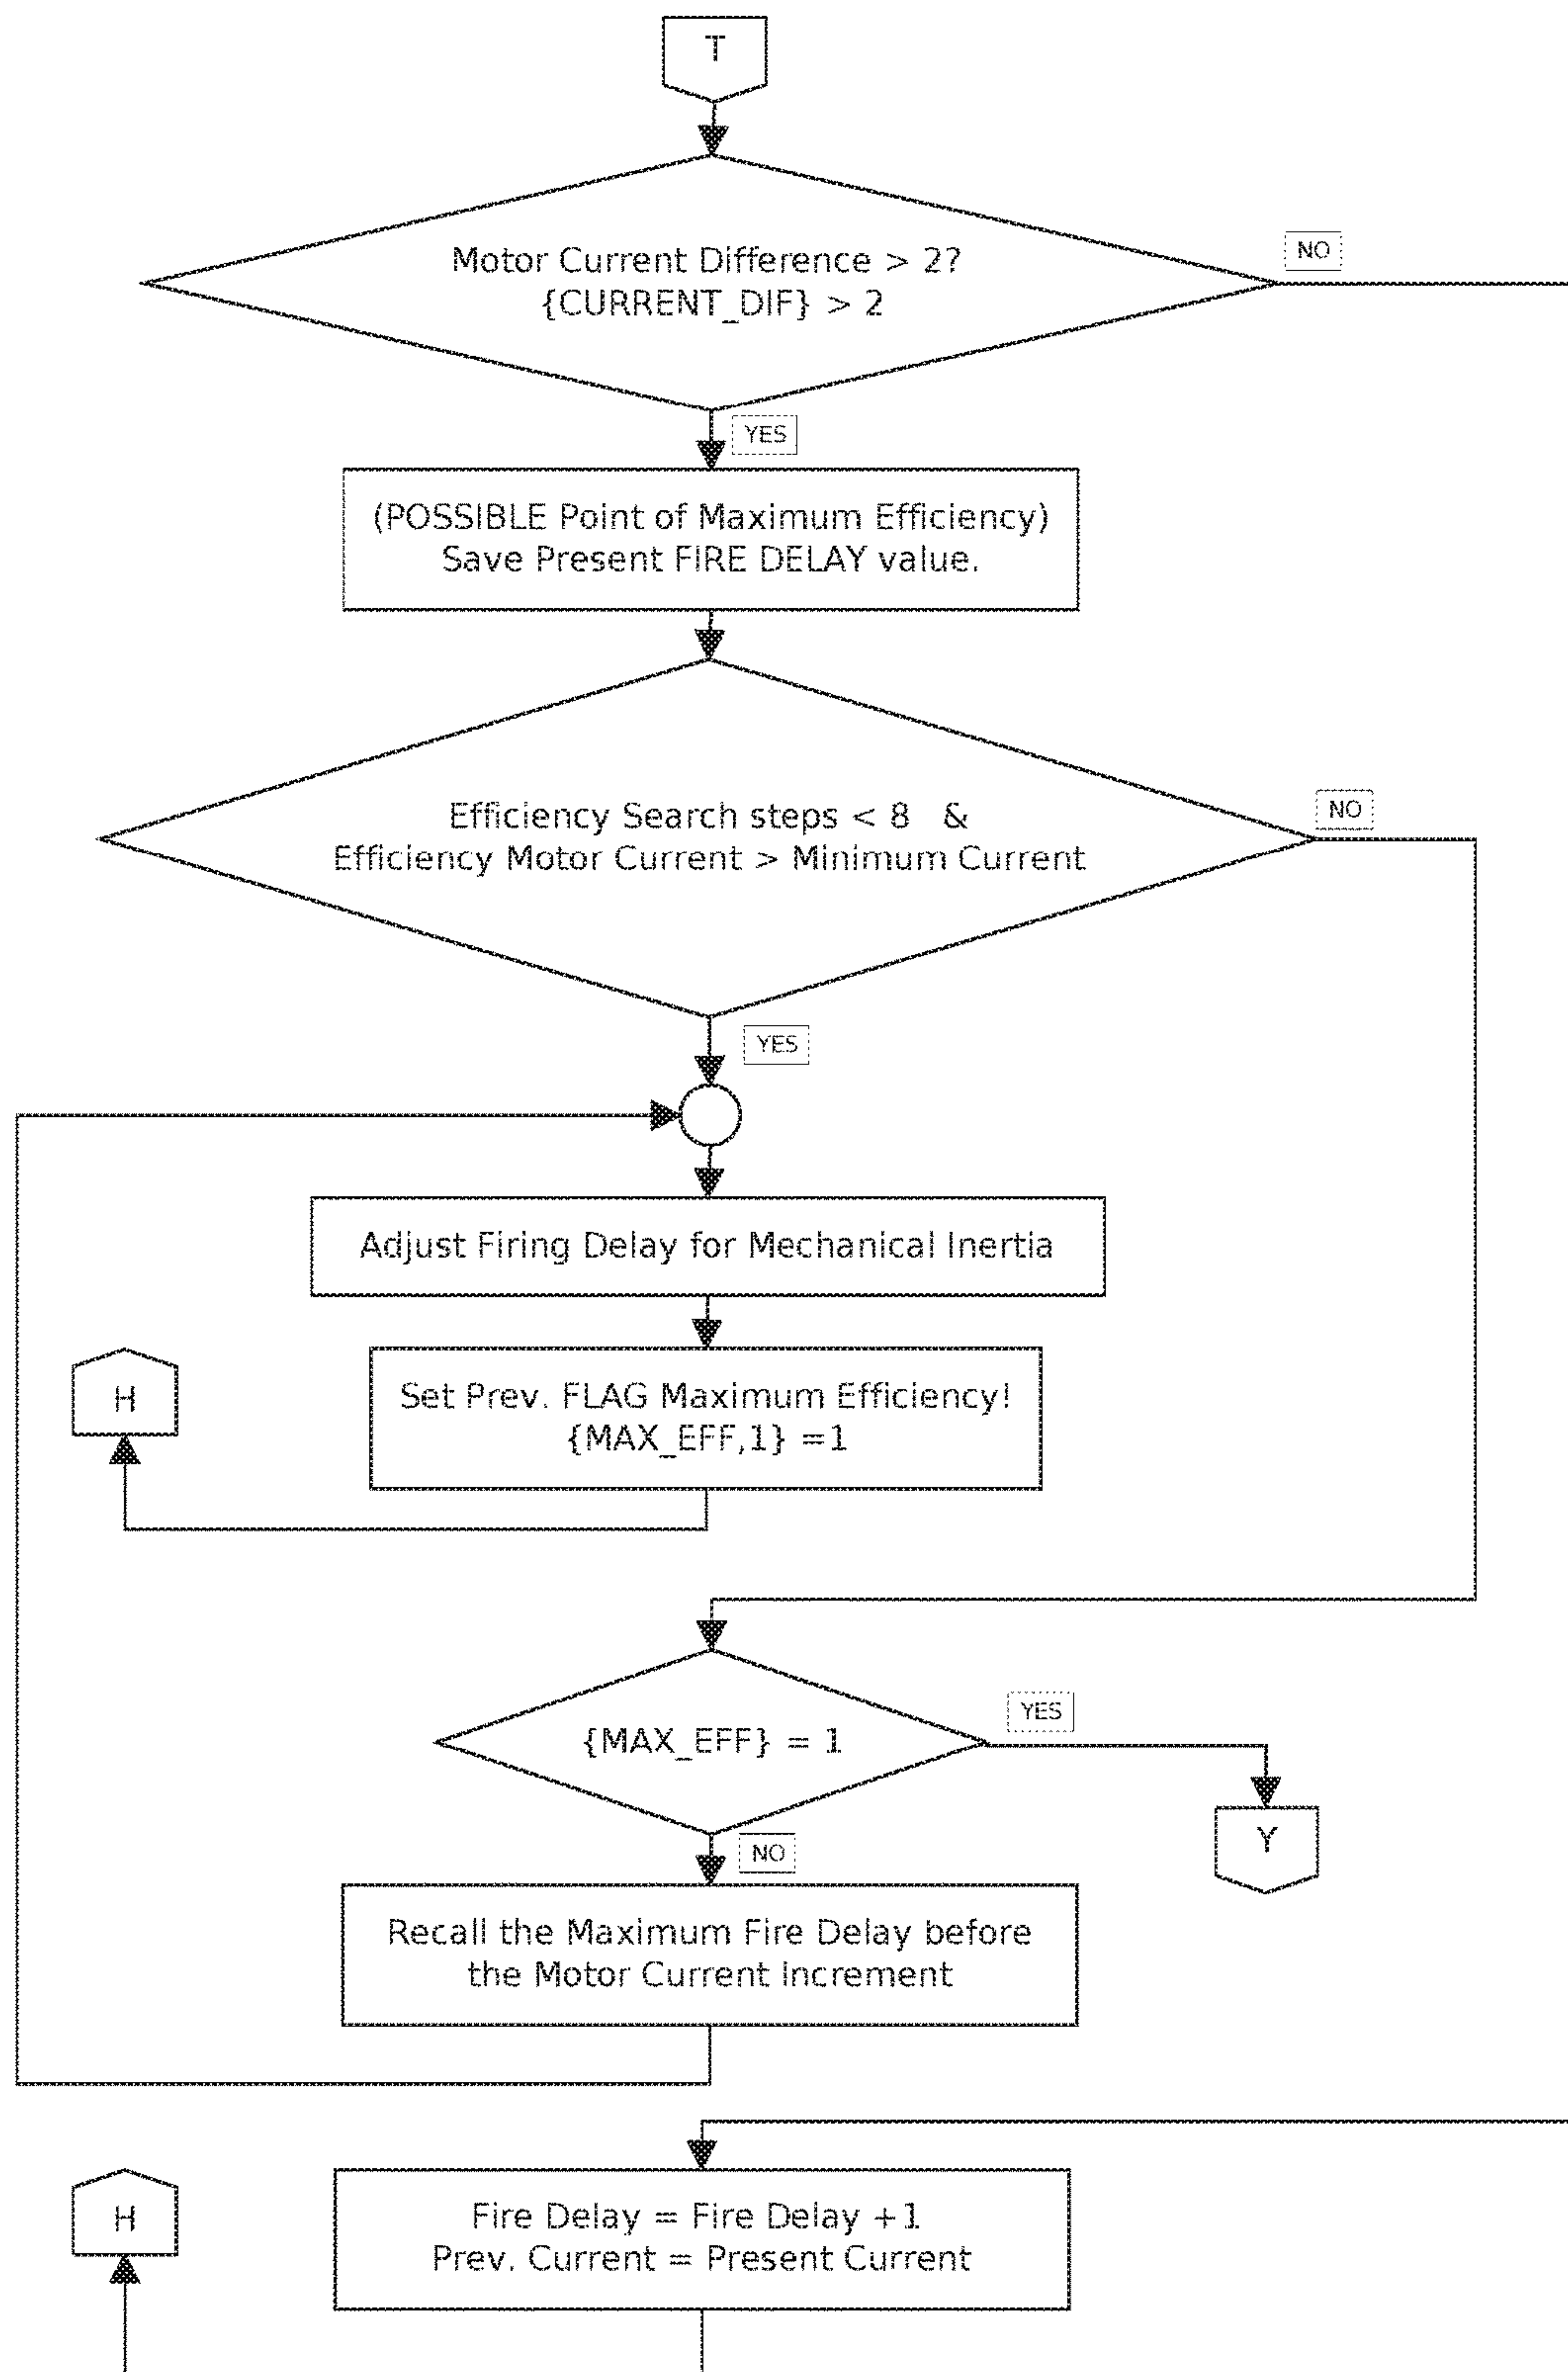 T
Motor Current Difference > 2?
{CURRENT_DIF} > 2
NO
YES
(POSSIBLE Point of Maximum Efficiency)
Save Present FIRE DELAY value.
Efficiency Search steps < 8 &
Efficiency Motor Current > Minimum Current
NO
YES
Adjust Firing Delay for Mechanical Inertia
H
Set Prev. FLAG Maximum Efficiency!
{MAX_EFF,1} =1
{MAX_EFF} = 1
YES
Y
NO
Recall the Maximum Fire Delay before
the Motor Current Increment
H
Fire Delay = Fire Delay +1
Prev. Current = Present Current